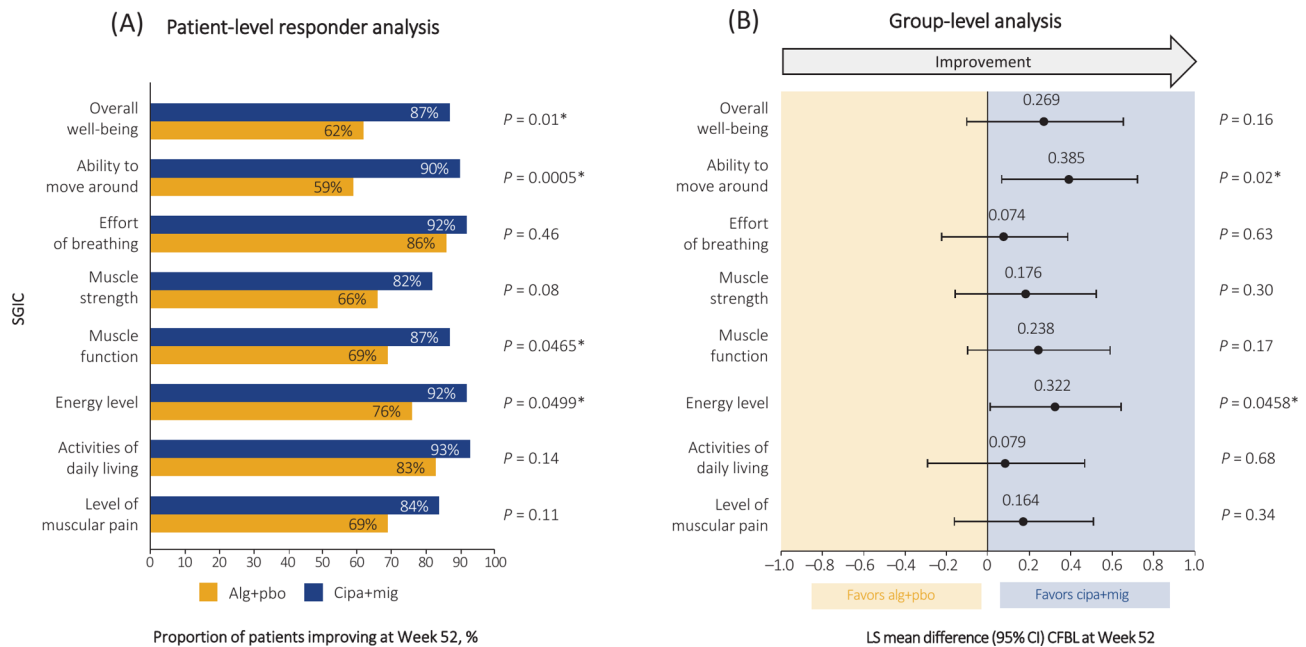 (A) Patient-level responder analysis
SGIC
Overall
well-being
87%
62%
P = 0.01*
Ability to
move around
90%
59%
P = 0.0005*
Effort
of breathing
92%
86%
P = 0.46
Muscle
strength
82%
66%
P = 0.08
Muscle
function
87%
69%
P = 0.0465*
Energy level
92%
76%
P = 0.0499*
Activities of
daily living
93%
83%
P = 0.14
Level of
muscular pain
84%
69%
P = 0.11
0 10 20 30 40 50 60 70 80 90 100
Alg+pbo Cipa+mig
Proportion of patients improving at Week 52, %
(B) Group-level analysis
Improvement
Overall
well-being
0.269
P = 0.16
Ability to
move around
0.385
P = 0.02*
Effort
of breathing
0.074
P = 0.63
Muscle
strength
0.176
P = 0.30
Muscle
function
0.238
P = 0.17
Energy level
0.322
P = 0.0458*
Activities of
daily living
0.079
P = 0.68
Level of
muscular pain
0.164
P = 0.34
−1.0 −0.8 −0.6 −0.4 −0.2 0 0.2 0.4 0.6 0.8 1.0
Favors alg+pbo Favors cipa+mig
LS mean difference (95% CI) CFBL at Week 52